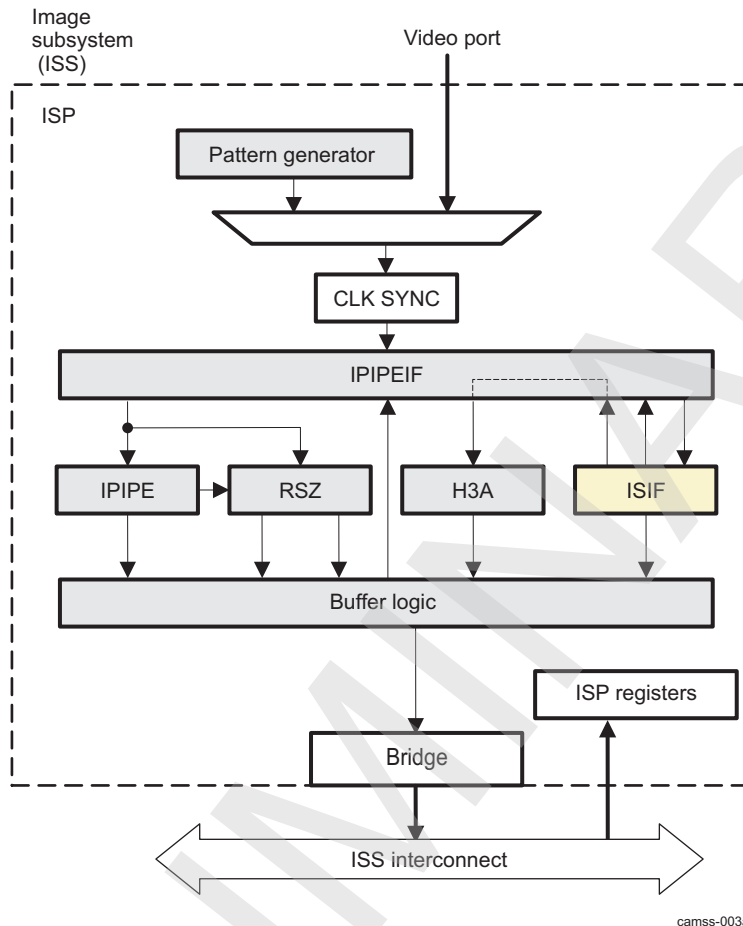 Image
subsystem
(ISS)
Video port
ISP
Pattern generator
CLK SYNC
IPIPEIF
IPIPE
RSZ
H3A
ISIF
Buffer logic
ISP registers
Bridge
ISS interconnect